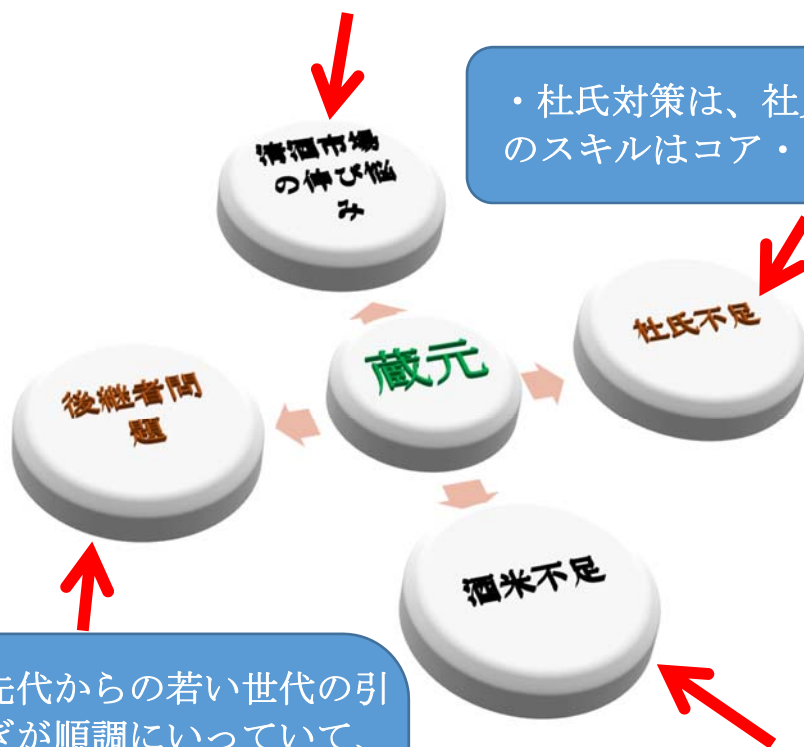 清酒市場
の伸び悩
み
・杜氏対策は、社
のスキルはコア・
杜氏不足
蔵元
後継者問
題
酒米不足
先代からの若い世代の引
ぎが順調にいっていて、